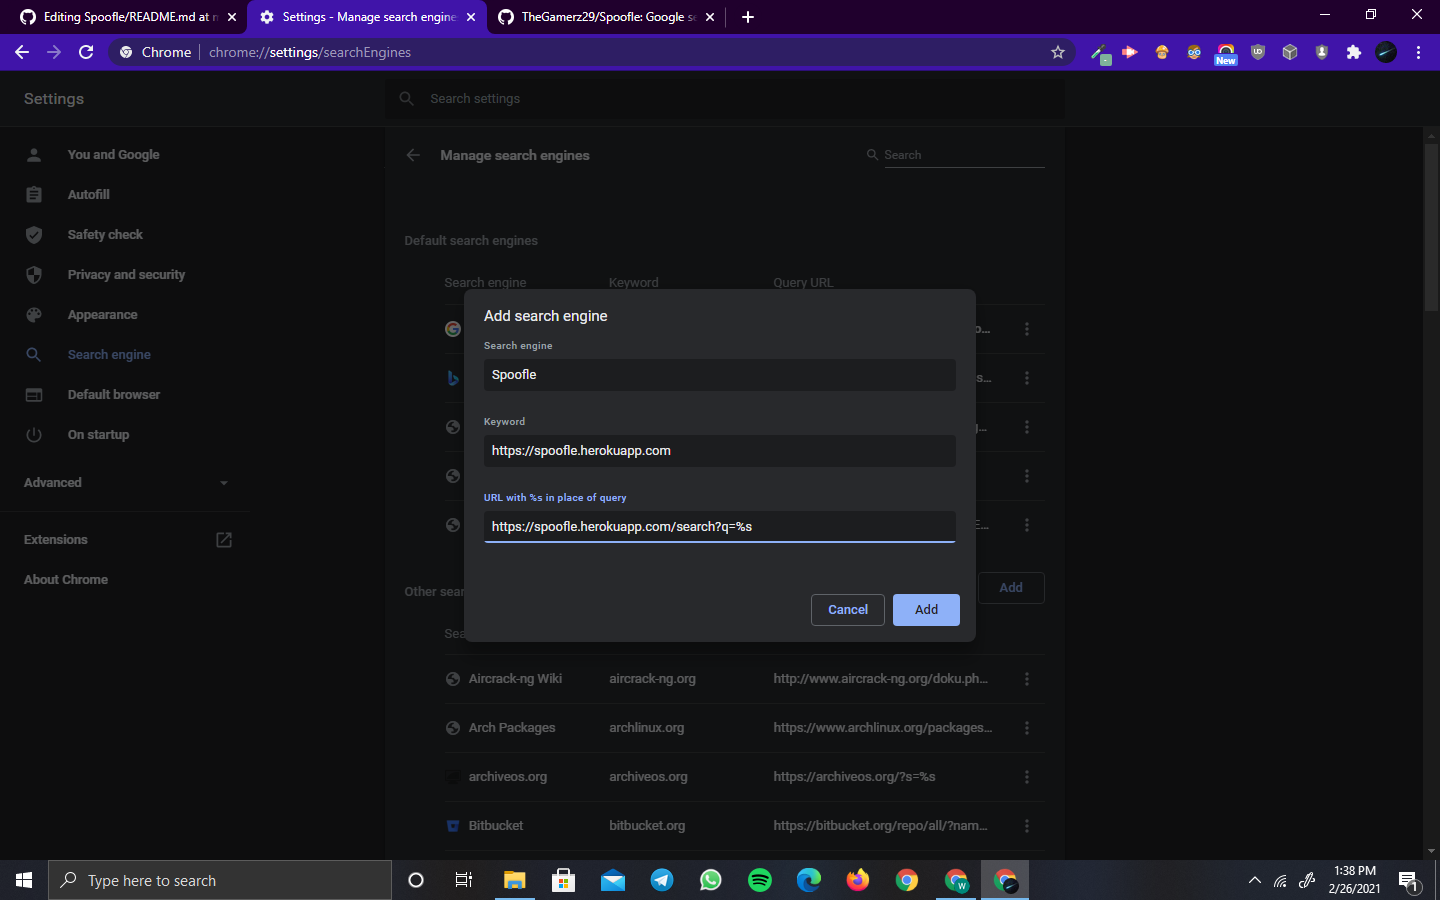 Editing Spoofle/README.md at m
Settings - Manage search engine
TheGamerz29/Spoofle: Google se
Chrome
chrome://settings/searchEngines
New
Settings
Search settings
You and Google
Autofill
Safety check
Privacy and security
Appearance
Search engine
Default browser
On startup
Advanced
Extensions
About Chrome
Manage search engines
Search
Default search engines
Search engine Keyword Query URL
Add search engine
Search engine
Spoofle
Keyword
https://spoofle.herokuapp.com
URL with %s in place of query
https://spoofle.herokuapp.com/search?q=%s
Cancel Add
Other sear
Add
Sea
Aircrack-ng Wiki aircrack-ng.org http://www.aircrack-ng.org/doku.ph...
Arch Packages archlinux.org https://www.archlinux.org/packages...
archiveos.org archiveos.org https://archiveos.org/?s=%s
Bitbucket bitbucket.org https://bitbucket.org/repo/all/?nam...
Type here to search
1:38 PM
2/26/2021
1